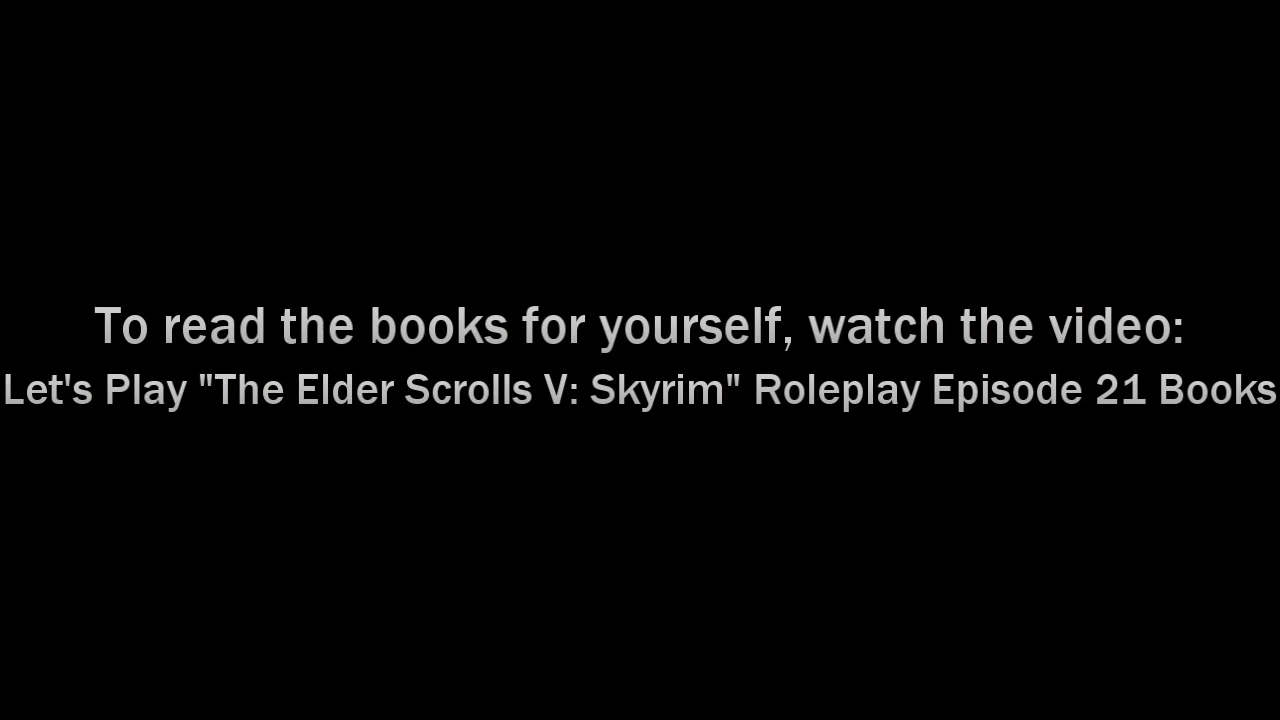 To read the books for yourself, watch the video:
Let's Play "The Elder Scrolls V: Skyrim" Roleplay Episode 21 Books